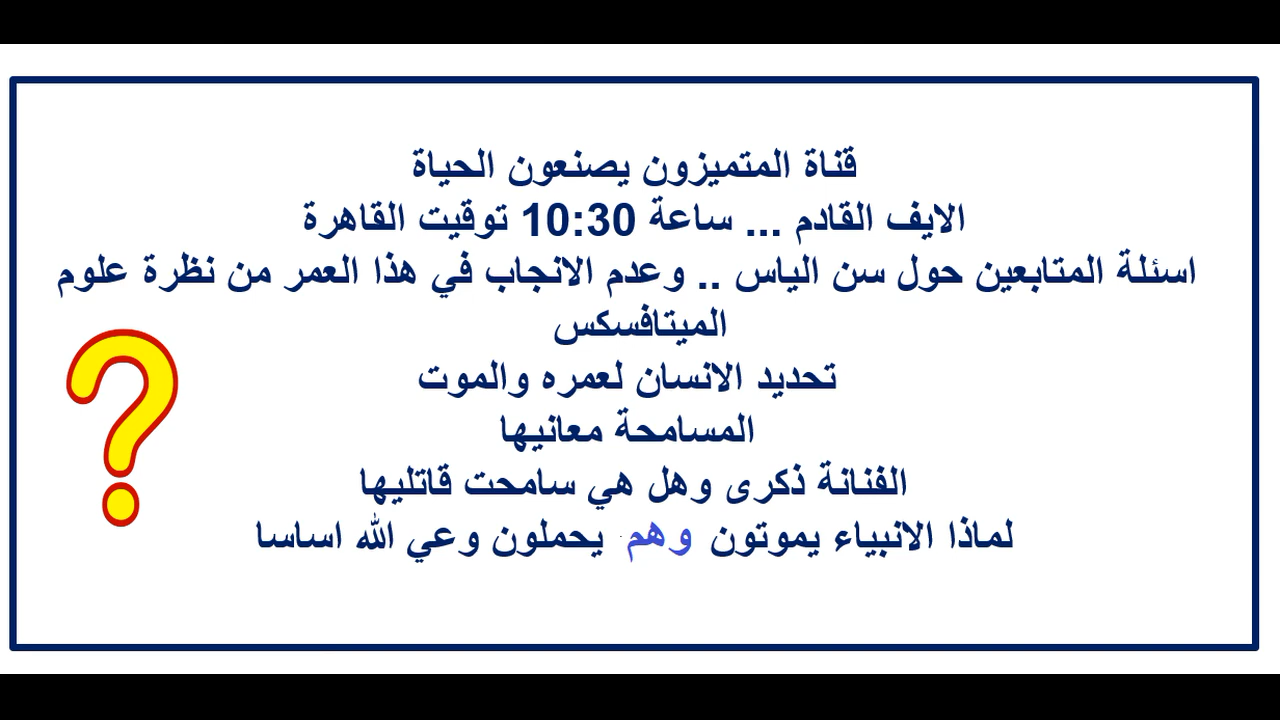 قناة المتميزون يصنعون الحياة
الايف القادم ... ساعة 10:30 توقيت القاهرة
اسئلة المتابعين حول سن الياس .. وعدم الانجاب في هذا العمر من نظرة علوم
الميتافسكس
تحديد الانسان لعمره والموت
المسامحة معانيها
الفنانة ذكرى وهل هي سامحت قاتليها
لماذا الانبياء يموتون وهم يحملون وعي الله اساسا